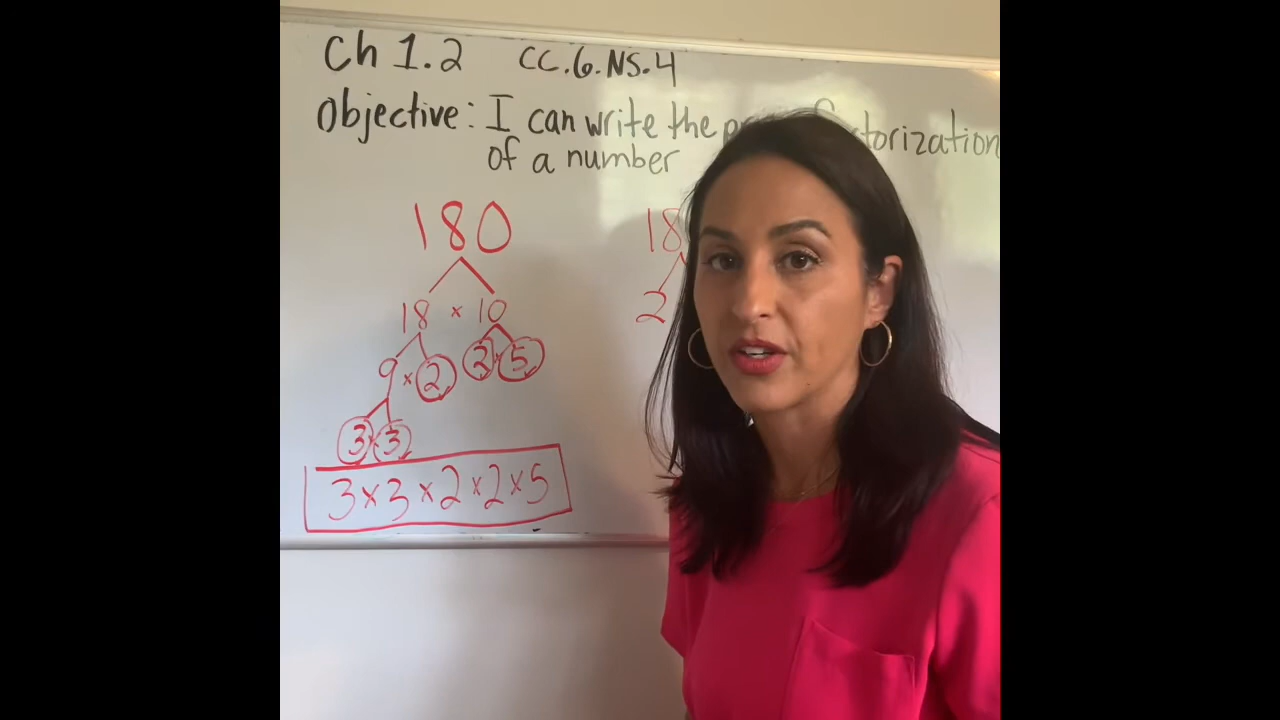 Ch 1.2 CC.6.NS.4
Objective: I can write the
of a number
180 18
18 x 10
2
9 x 2 2 5
3 3
3 x 3 x 2 x 2 x 5